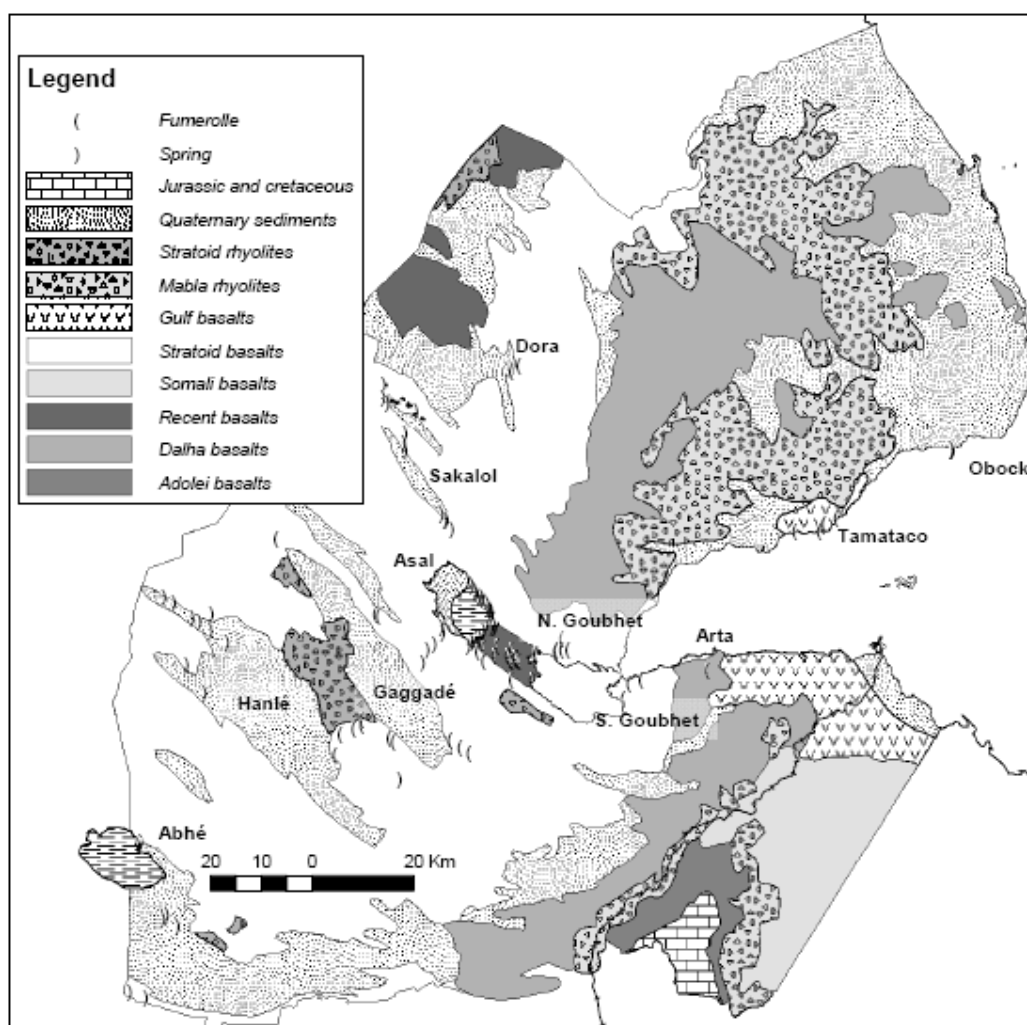 Legend
( Fumerolle
) Spring
Jurassic and cretaceous
Quaternary sediments
Stratoid rhyolites
Mabla rhyolites
Gulf basalts
Stratoid basalts
Somali basalts
Recent basalts
Dalha basalts
Adolei basalts
Dora
Sakalol
Obock
Tamataco
Asal
N. Goubhet
Arta
Hanlé
Gaggadé
S. Goubhet
Abhé
20 10 0 20 Km